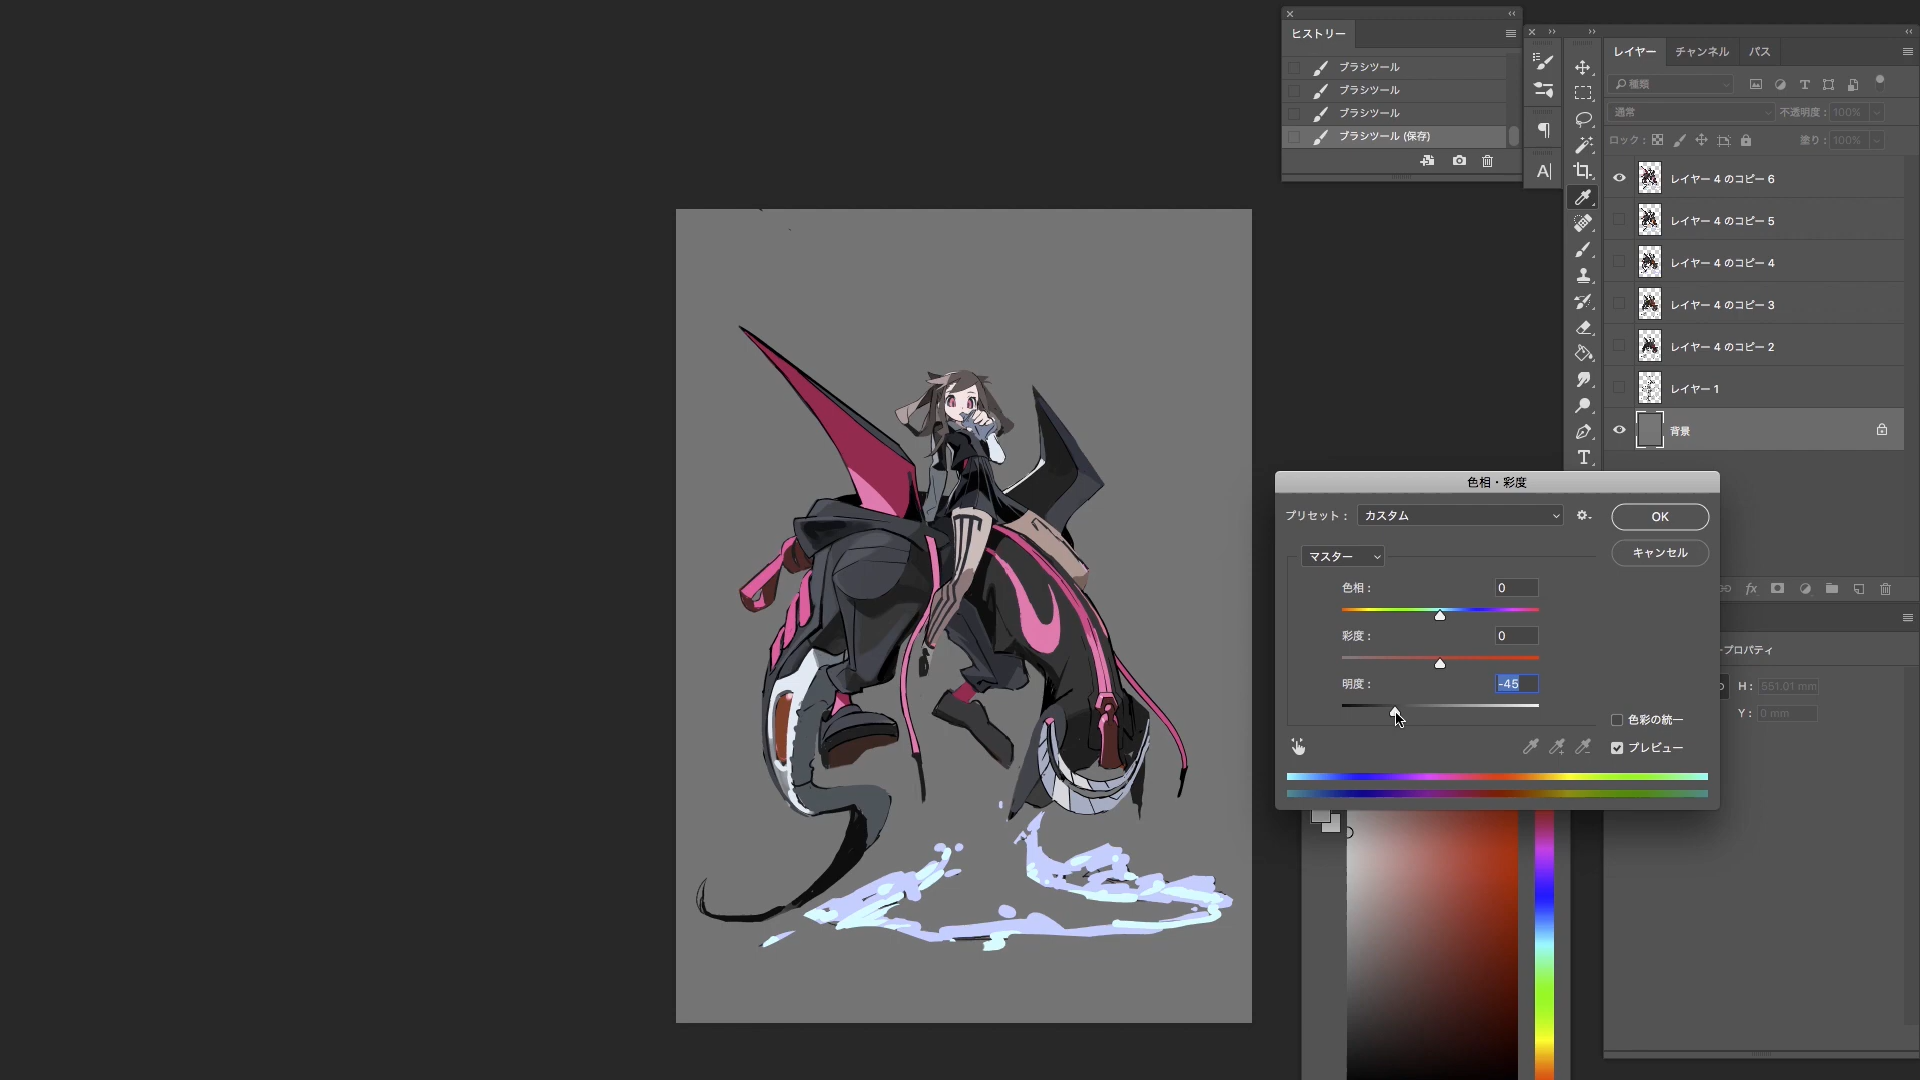 ヒストリー
ブラシツール
ブラシツール
ブラシツール
ブラシツール (保存)
A|
レイヤー チャンネル パス
種類
T
通常 不透明度 : 100%
ロック : 塗り : 100%
レイヤー 4 のコピー 6
レイヤー 4 のコピー 5
レイヤー 4 のコピー 4
レイヤー 4 のコピー 3
レイヤー 4 のコピー 2
レイヤー 1
背景
T
fx
色相・彩度
プリセット : カスタム
OK
キャンセル
マスター
色相 : 0
彩度 : 0
明度 : -45
色彩の統一
プレビュー
プロパティ
H : 551.01 mm
Y : 0 mm